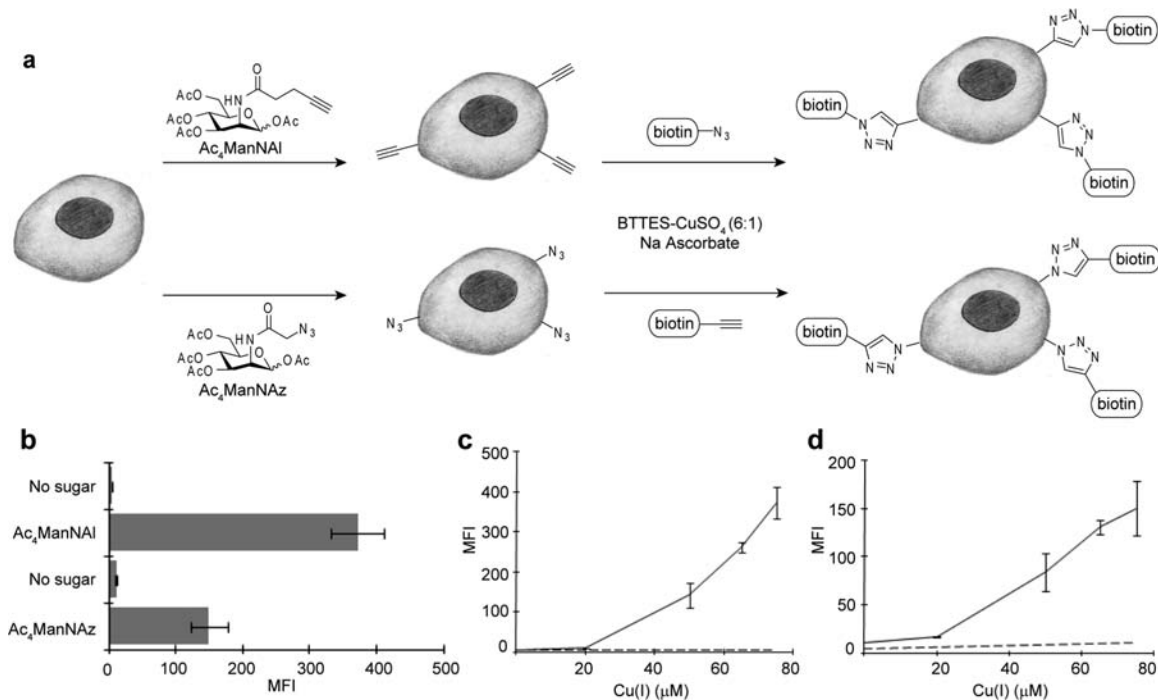 a
O
HN
AcO
O
AcO
AcO
OAc
Ac₄ManNAl
biotin
N₃
BTTES-CuSO₄ (6:1)
Na Ascorbate
N=N
N
biotin
biotin
N
N=N
N
N
N
biotin
O
N₃
AcO
HN
O
AcO
AcO
OAc
Ac₄ManNAz
N₃
N₃
N₃
biotin
N
N=N
biotin
biotin
N
N=N
N
N
N
biotin
b
No sugar
Ac₄ManNAl
No sugar
Ac₄ManNAz
0 100 200 300 400 500
MFI
c
500
400
300
200
100
0
MFI
20 40 60 80
Cu(I) (μM)
d
200
150
100
50
0
MFI
20 40 60 80
Cu(I) (μM)